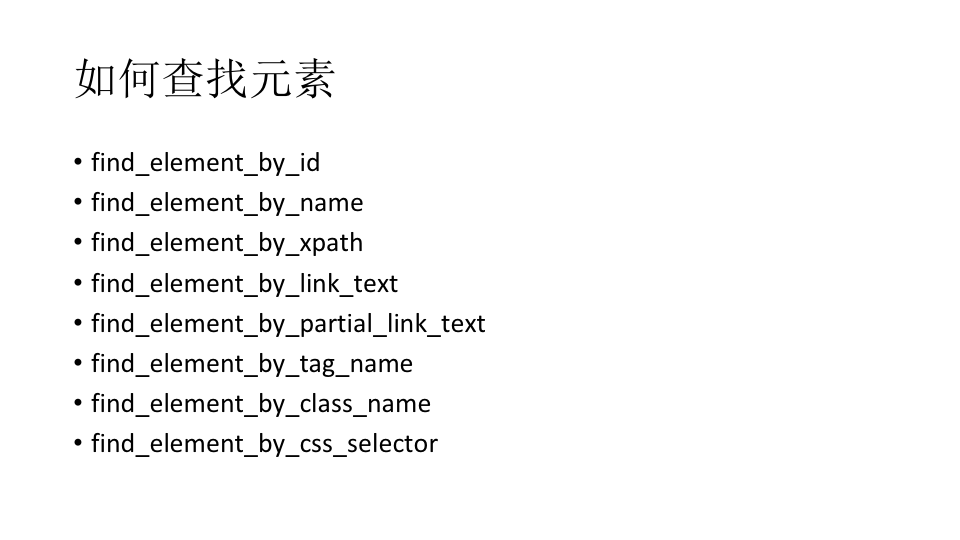 如何查找元素
• find_element_by_id
• find_element_by_name
• find_element_by_xpath
• find_element_by_link_text
• find_element_by_partial_link_text
• find_element_by_tag_name
• find_element_by_class_name
• find_element_by_css_selector